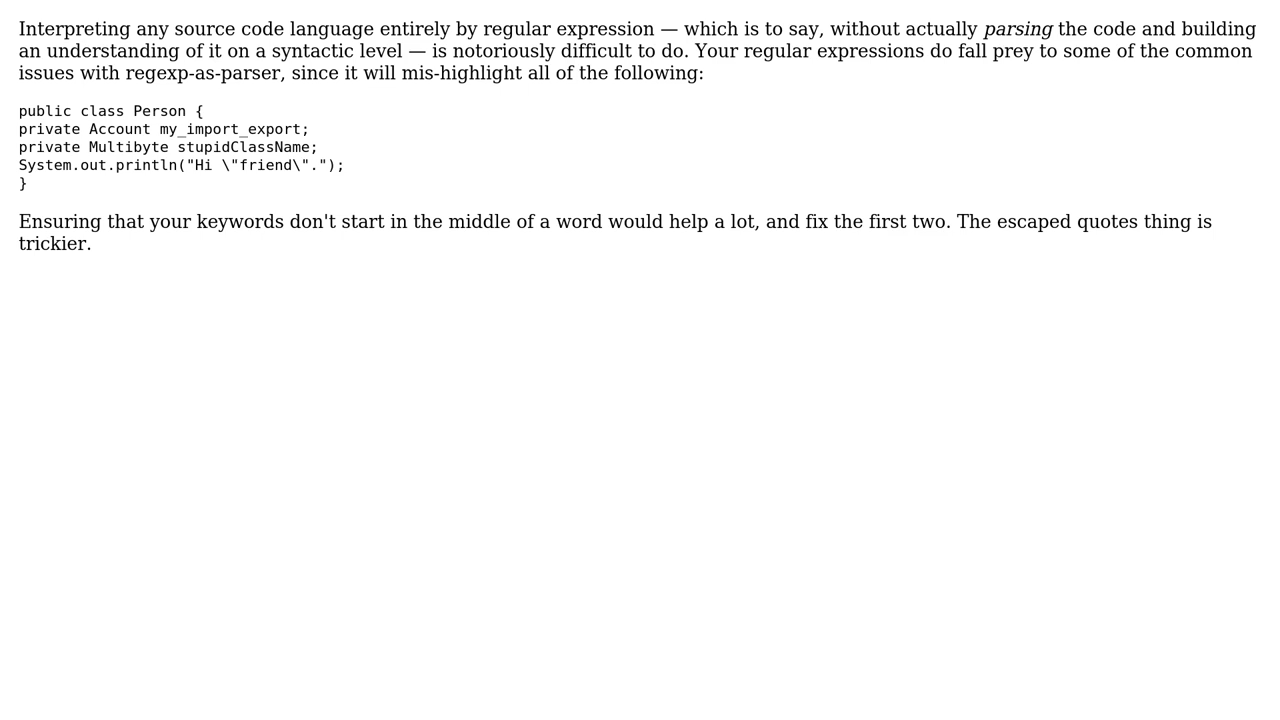 Interpreting any source code language entirely by regular expression — which is to say, without actually parsing the code and building
an understanding of it on a syntactic level — is notoriously difficult to do. Your regular expressions do fall prey to some of the common
issues with regexp-as-parser, since it will mis-highlight all of the following:
public class Person {
private Account my_import_export;
private Multibyte stupidClassName;
System.out.println("Hi \"friend\".");
}
Ensuring that your keywords don't start in the middle of a word would help a lot, and fix the first two. The escaped quotes thing is
trickier.